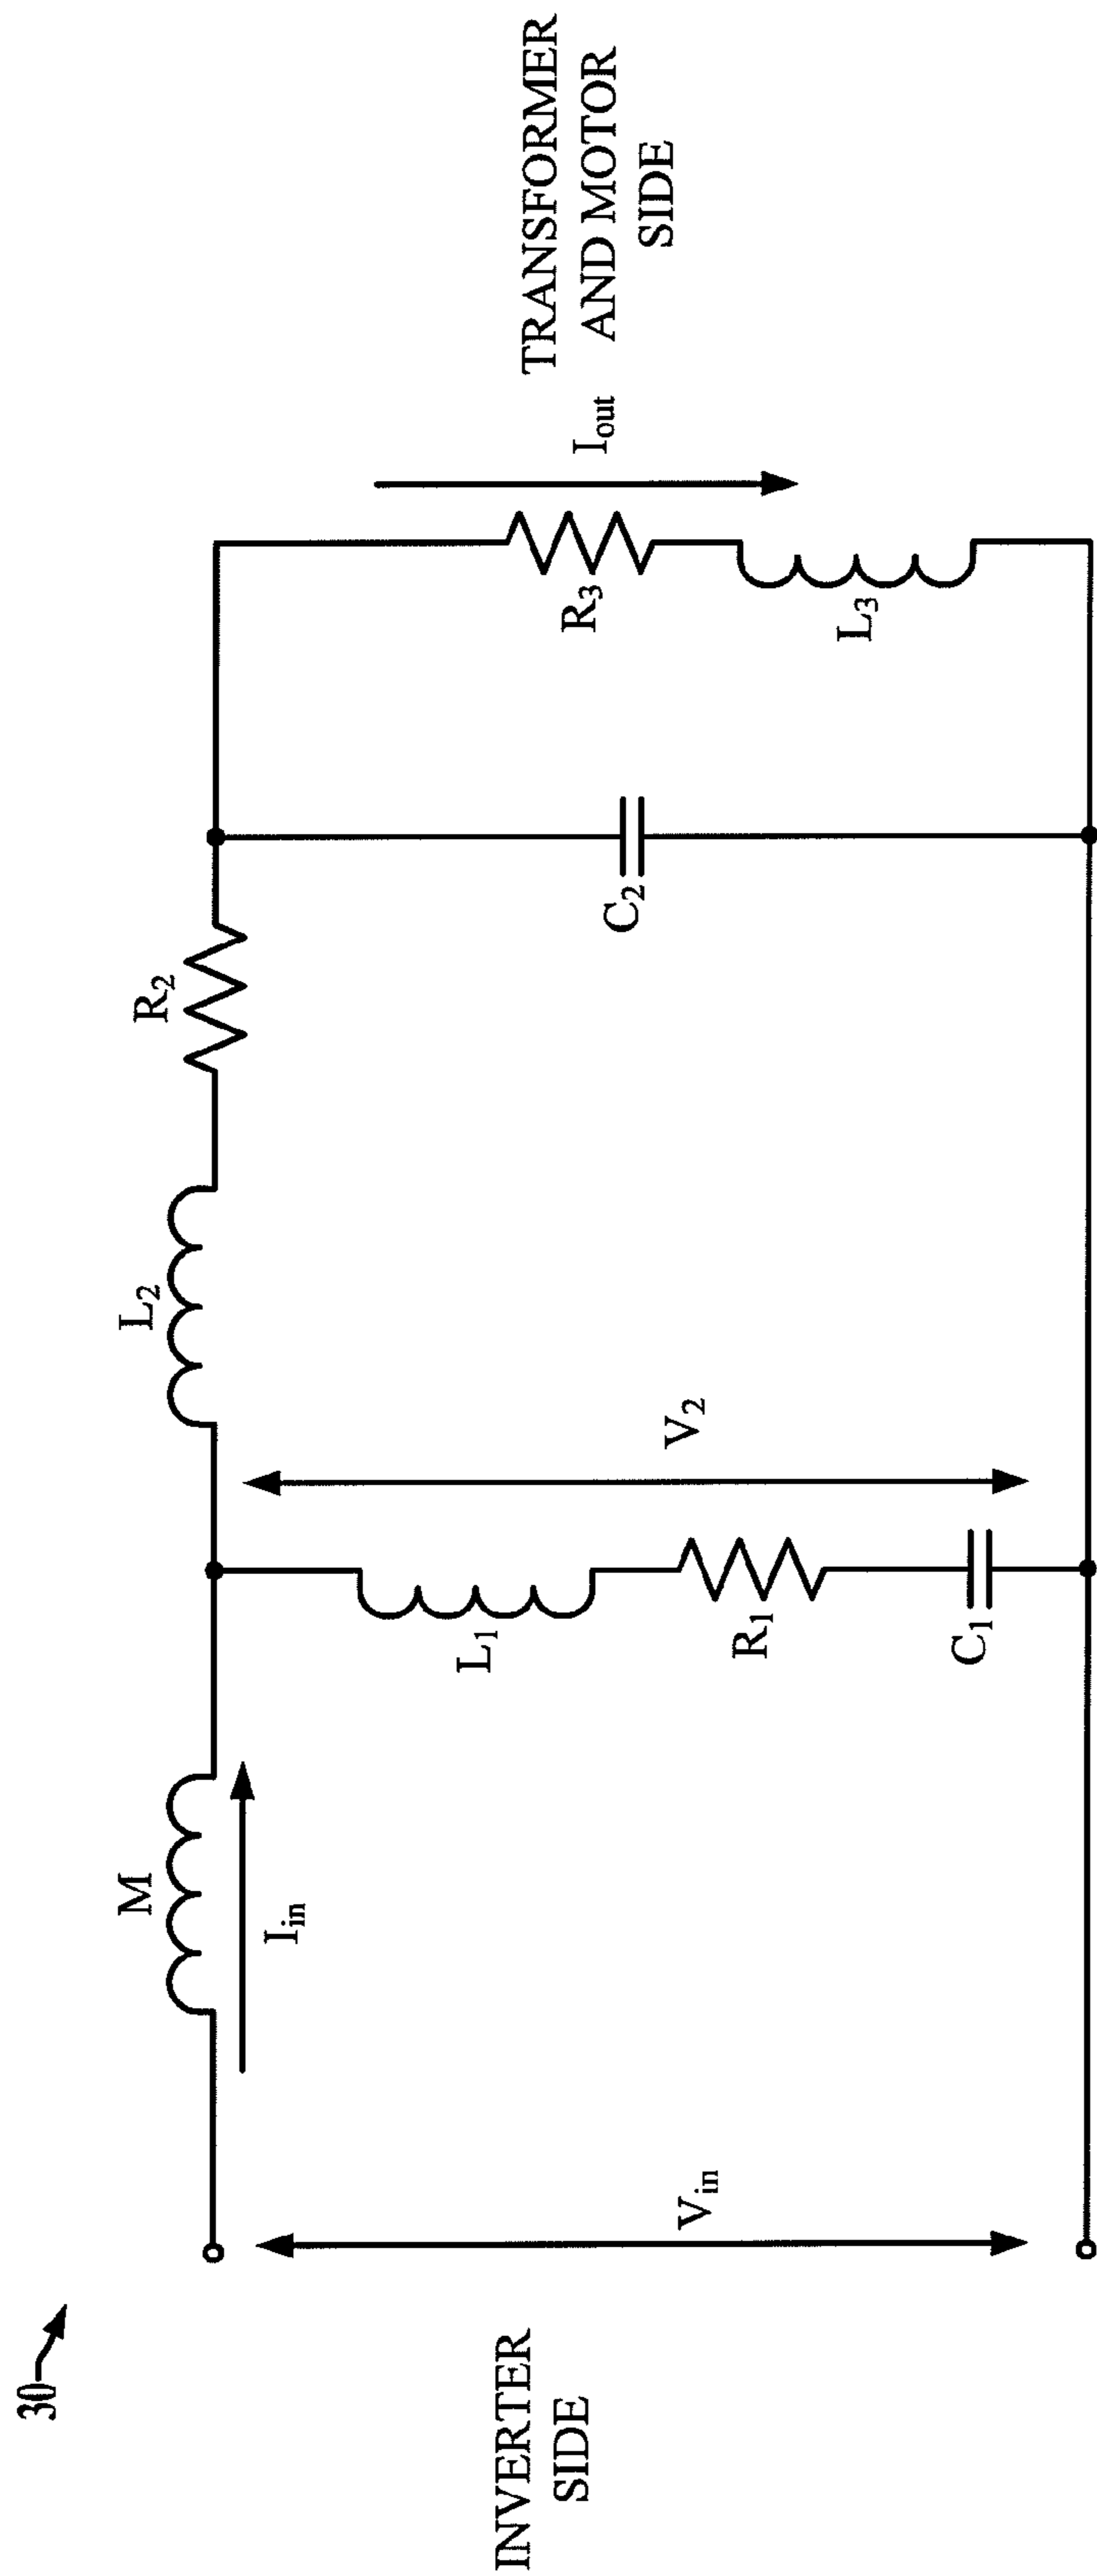 30
INVERTER
SIDE
V_in
M
I_in
L_1
R_1
C_1
V_2
L_2
R_2
C_2
R_3
L_3
I_out
TRANSFORMER
AND MOTOR
SIDE